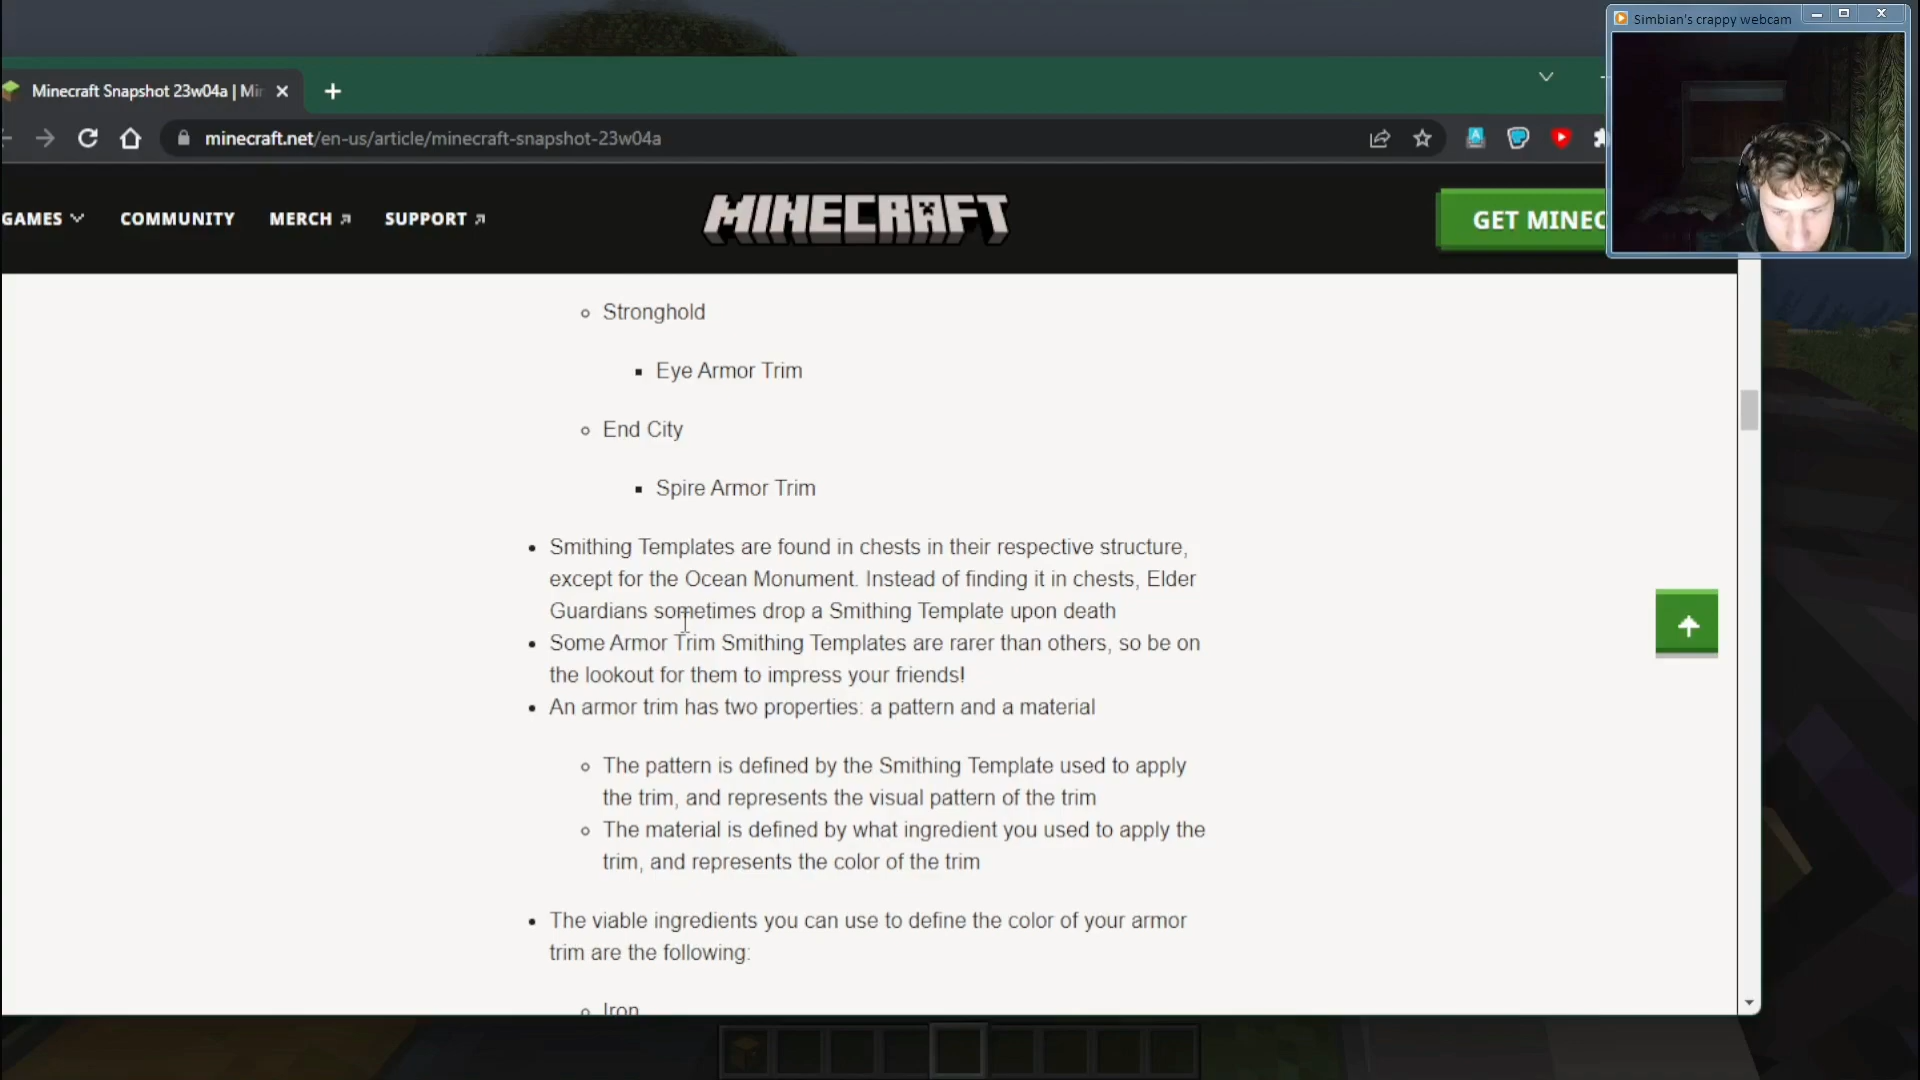 Simbian's crappy webcam
Minecraft Snapshot 23w04a | Mi
minecraft.net/en-us/article/minecraft-snapshot-23w04a
GAMES
COMMUNITY
MERCH
SUPPORT
MINECRAFT
GET MINEC
Stronghold
Eye Armor Trim
End City
Spire Armor Trim
Smithing Templates are found in chests in their respective structure,
except for the Ocean Monument. Instead of finding it in chests, Elder
Guardians sometimes drop a Smithing Template upon death
Some Armor Trim Smithing Templates are rarer than others, so be on
the lookout for them to impress your friends!
An armor trim has two properties: a pattern and a material
The pattern is defined by the Smithing Template used to apply
the trim, and represents the visual pattern of the trim
The material is defined by what ingredient you used to apply the
trim, and represents the color of the trim
The viable ingredients you can use to define the color of your armor
trim are the following:
Iron